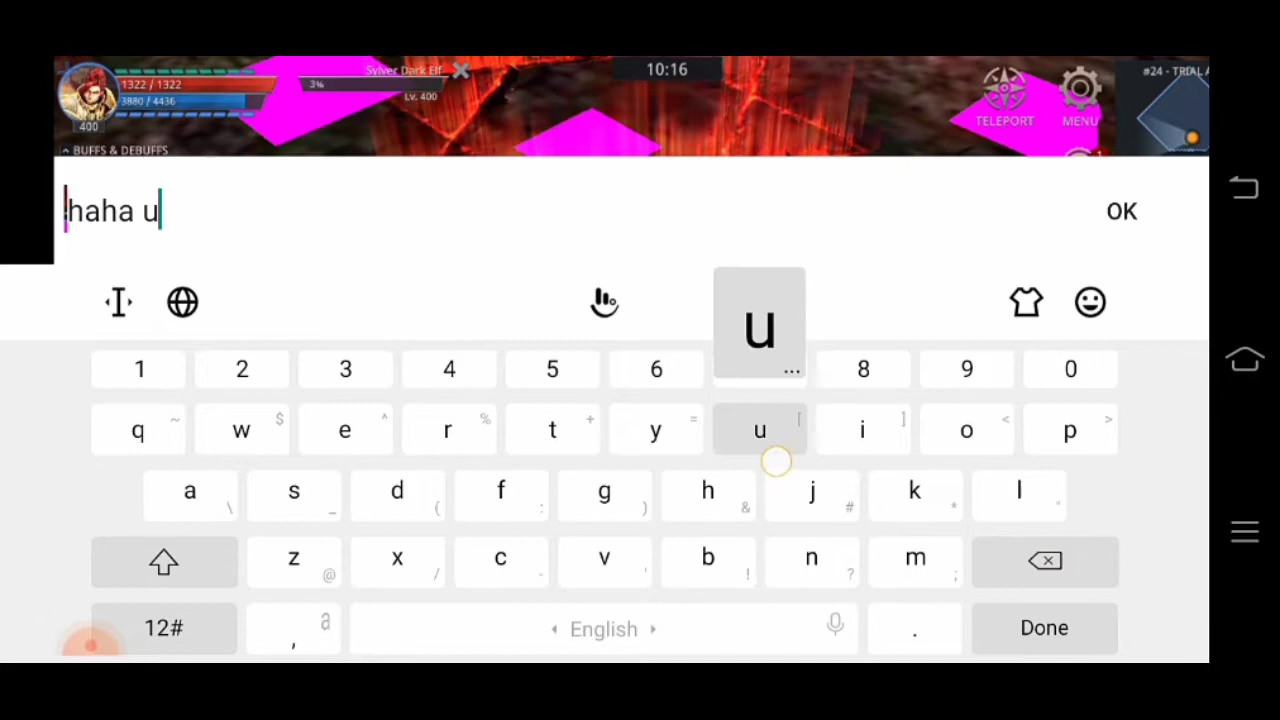 1322 / 1322
3880 / 4436
400
BUFFS & DEBUFFS
Sylver Dark Elf
3%
Lv. 400
10:16
TELEPORT
MENU
1
#24 - TRIAL A
haha u
OK
u
...
1 2 3 4 5 6 8 9 0
q ~ w $ e ^ r % t + y = u [ i ] o < p >
a \ s _ d ( f : g ) h & j # k * l "
z @ x / c - v ' b ! n ? m ;
12# , a English . Done